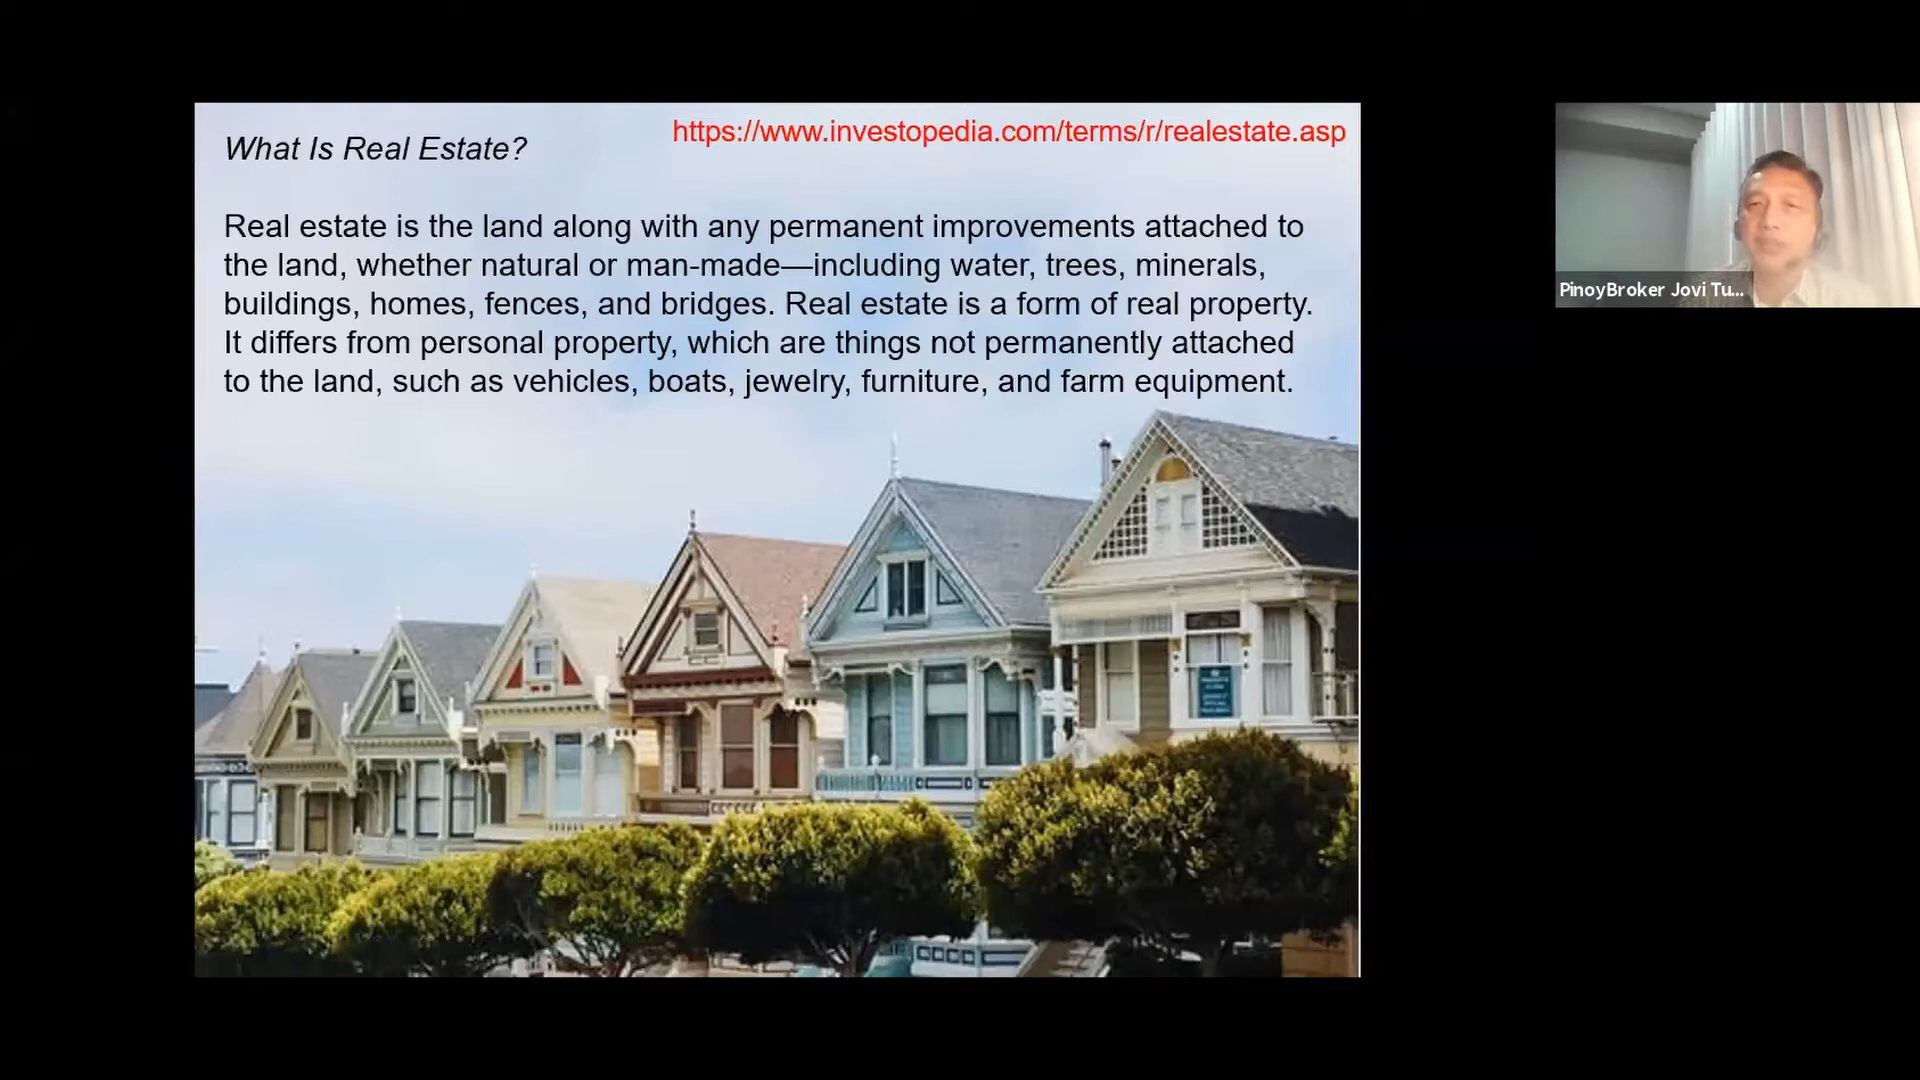 What Is Real Estate?
https://www.investopedia.com/terms/r/realestate.asp
Real estate is the land along with any permanent improvements attached to
the land, whether natural or man-made—including water, trees, minerals,
buildings, homes, fences, and bridges. Real estate is a form of real property.
It differs from personal property, which are things not permanently attached
to the land, such as vehicles, boats, jewelry, furniture, and farm equipment.
PinoyBroker Jovi Tu...